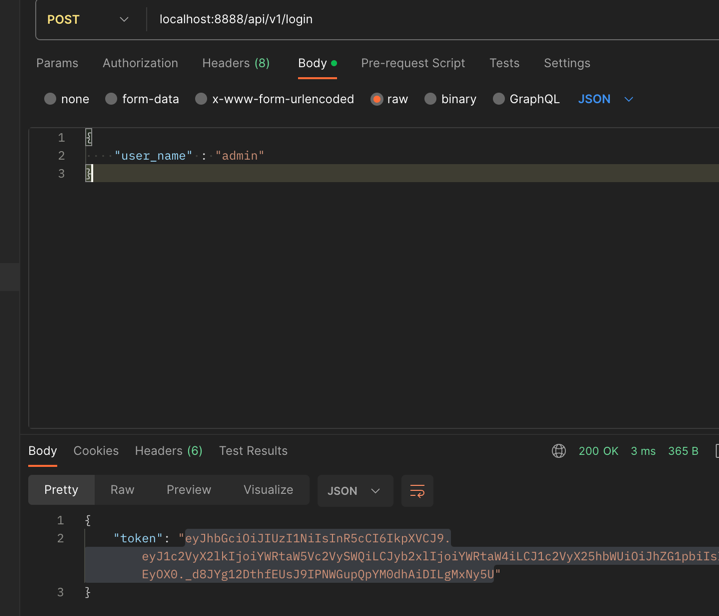 POST localhost:8888/api/v1/login
Params Authorization Headers (8) Body Pre-request Script Tests Settings
none form-data x-www-form-urlencoded raw binary GraphQL JSON
1 {
2 ····"user_name"·:·"admin"
3 }
Body Cookies Headers (6) Test Results 200 OK 3 ms 365 B
Pretty Raw Preview Visualize JSON
1 {
2 "token": "eyJhbGciOiJIUzI1NiIsInR5cCI6IkpXVCJ9.
eyJ1c2VyX2lkIjoiYWRtaW5Vc2VySWQiLCJyb2xlIjoiYWRtaW4iLCJ1c2VyX25hbWUiOiJhZG1pbiIs
EyOX0._d8JYg12DthfEUsJ9IPNWGupQpYM0dhAiDILgMxNy5U"
3 }